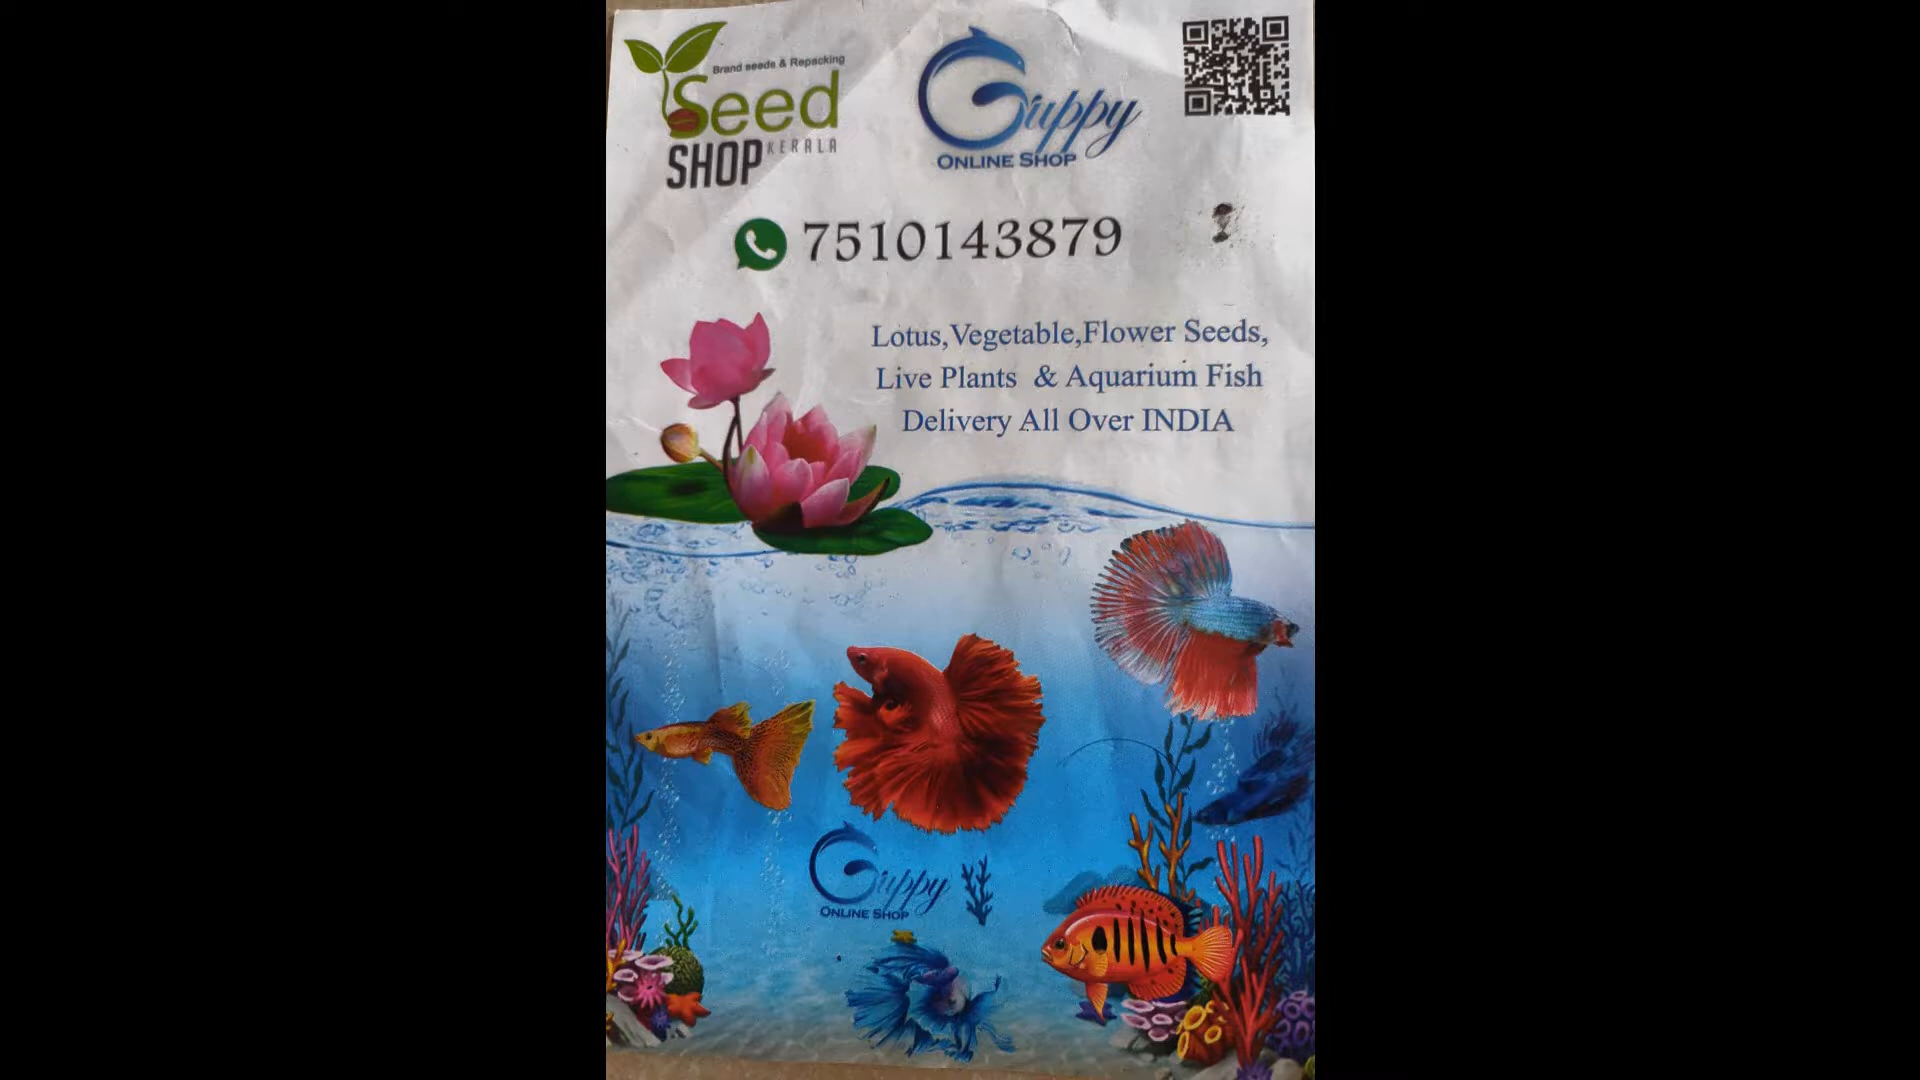 Brand seeds & Repacking
Seed
SHOP KERALA
Guppy
ONLINE SHOP
7510143879
Lotus,Vegetable,Flower Seeds,
Live Plants & Aquarium Fish
Delivery All Over INDIA
Guppy
ONLINE SHOP